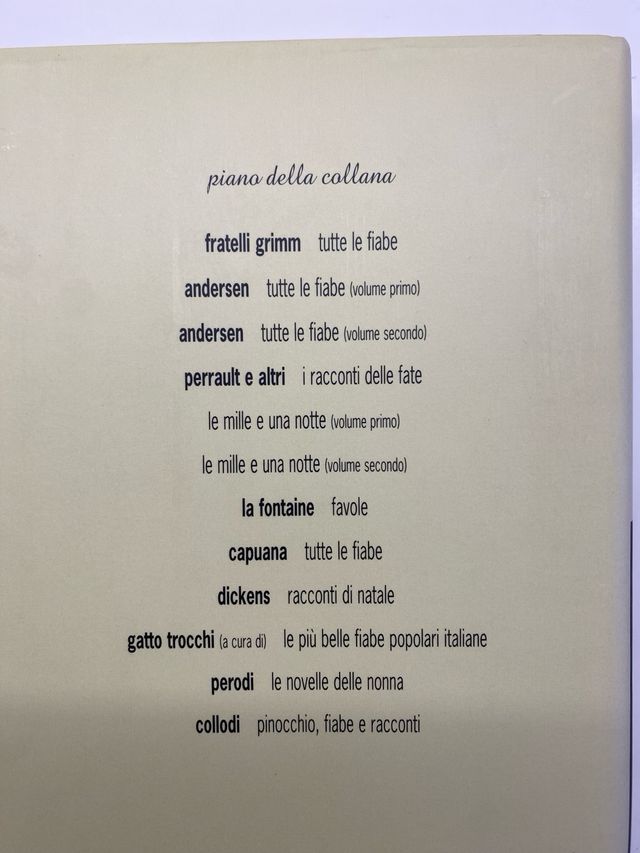 piano della collana
fratelli grimm tutte le fiabe
andersen tutte le fiabe (volume primo)
andersen tutte le fiabe (volume secondo)
perrault e altri i racconti delle fate
le mille e una notte (volume primo)
le mille e una notte (volume secondo)
la fontaine favole
capuana tutte le fiabe
dickens racconti di natale
gatto trocchi (a cura di) le più belle fiabe popolari italiane
perodi le novelle delle nonna
collodi pinocchio, fiabe e racconti